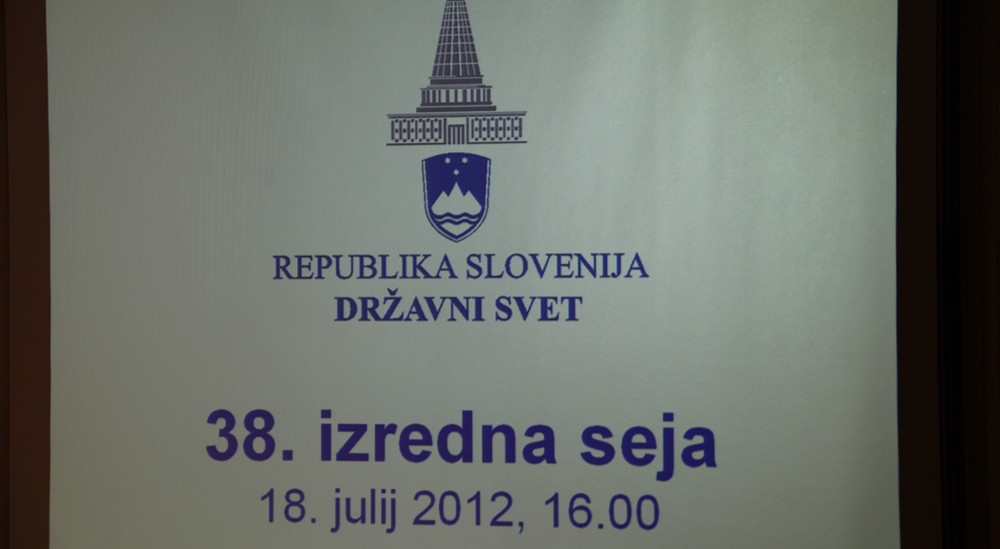 REPUBLIKA SLOVENIJA
DRŽAVNI SVET
38. izredna seja
18. julij 2012, 16.00